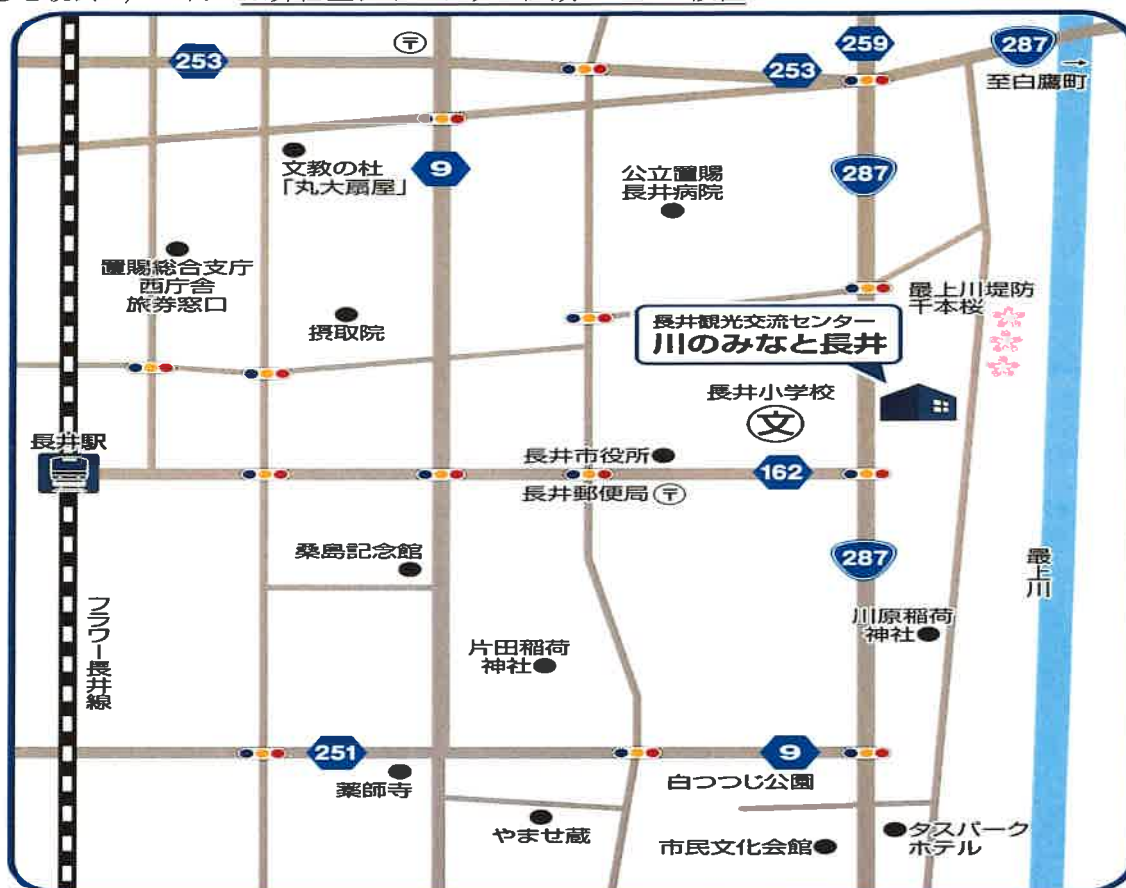 253
〒
253
259
287
→
至白鷹町
文教の杜
「丸大扇屋」
9
公立置賜
長井病院
287
置賜総合支庁
西庁舎
旅券窓口
摂取院
最上川堤防
千本桜
長井観光交流センター
川のみなと長井
長井小学校
文
長井駅
長井市役所
162
長井郵便局〒
桑島記念館
287
最上川
フラワー長井線
川原稲荷
神社
片田稲荷
神社
251
9
薬師寺
白つつじ公園
やませ蔵
市民文化会館
タスパーク
ホテル